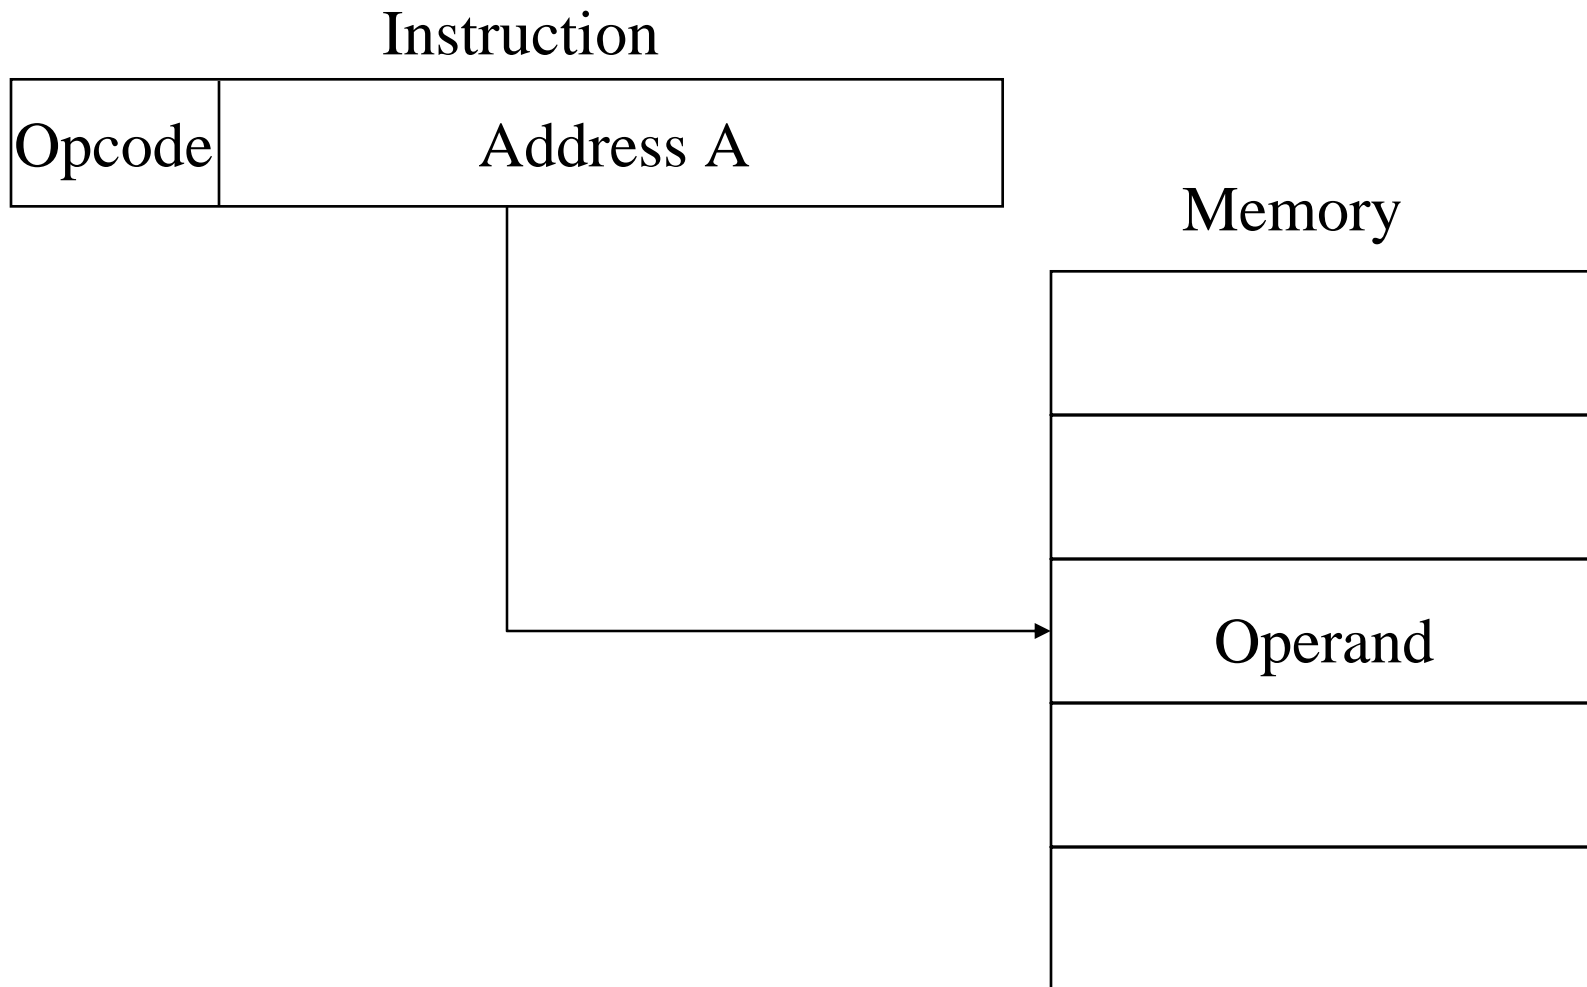 Instruction
Opcode
Address A
Memory
Operand